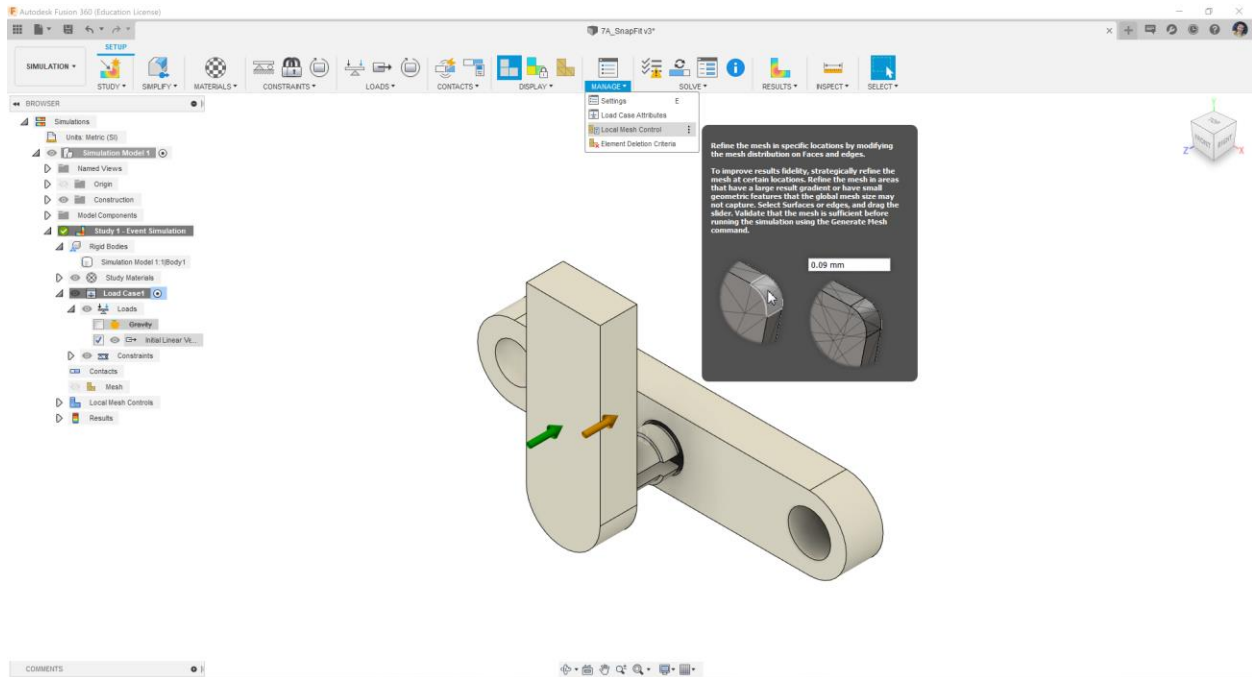 Autodesk Fusion 360 (Education License)
7A_SnapFit v3*
SETUP
SIMULATION
STUDY
SIMPLIFY
MATERIALS
CONSTRAINTS
LOADS
CONTACTS
DISPLAY
MANAGE
SOLVE
RESULTS
INSPECT
SELECT
BROWSER
Settings E
Load Case Attributes
Local Mesh Control
Element Deletion Criteria
Simulations
Units: Metric (SI)
Simulation Model 1
Named Views
Origin
Construction
Model Components
Study 1 - Event Simulation
Rigid Bodies
Simulation Model 1:1|Body1
Study Materials
Load Case1
Loads
Gravity
Initial Linear Ve...
Constraints
Contacts
Mesh
Local Mesh Controls
Results
Refine the mesh in specific locations by modifying
the mesh distribution on Faces and edges.
To improve results fidelity, strategically refine the
mesh at certain locations. Refine the mesh in areas
that have a large result gradient or have small
geometric features that the global mesh size may
not capture. Select Surfaces or edges, and drag the
slider. Validate that the mesh is sufficient before
running the simulation using the Generate Mesh
command.
0.09 mm
TOP
FRONT
RIGHT
Y
Z
X
COMMENTS